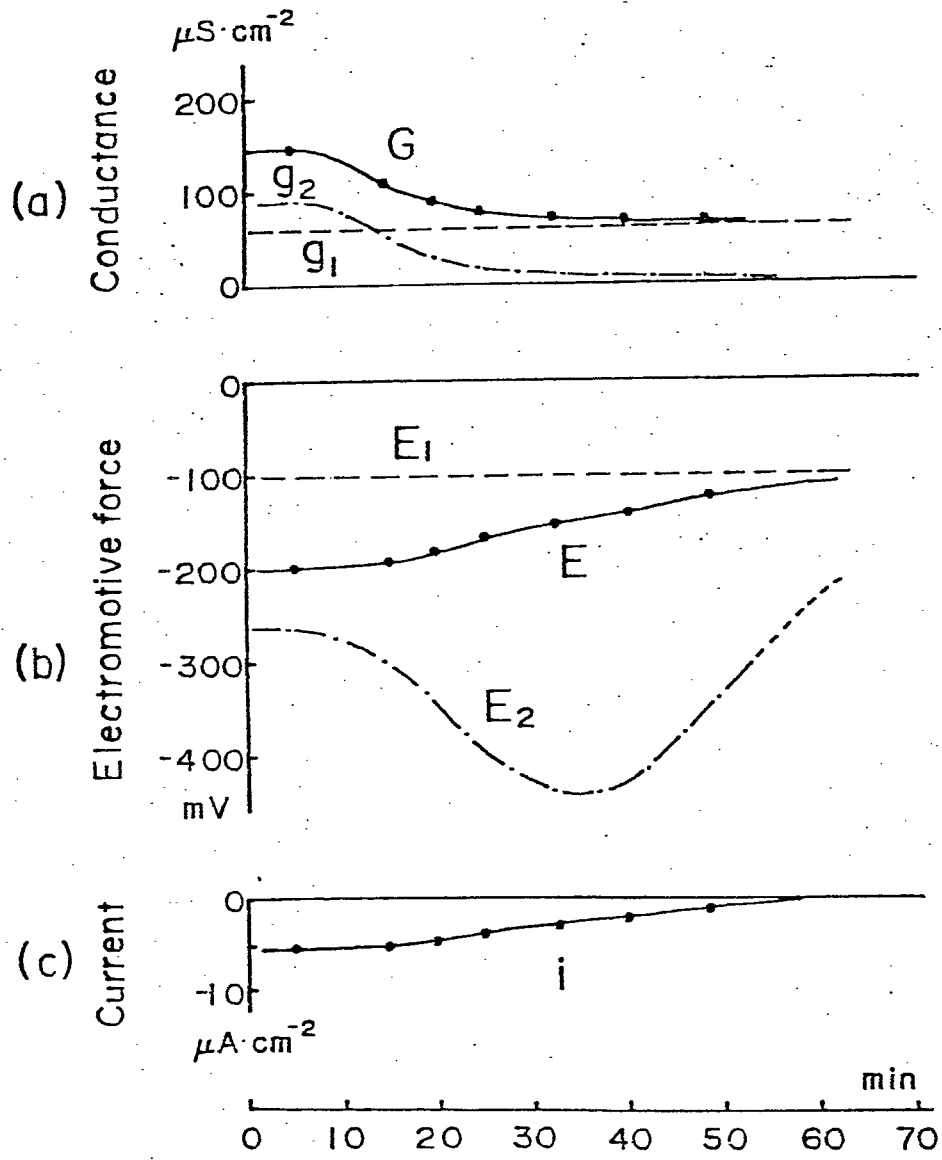 μS·cm⁻²
(a)
Conductance
200
100
0
G
g₂
g₁
(b)
Electromotive force
0
-100
-200
-300
-400
mV
E₁
E
E₂
(c)
Current
0
-10
i
μA·cm⁻²
min
0 10 20 30 40 50 60 70